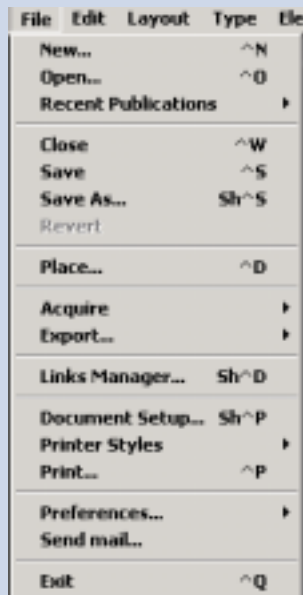 File Edit Layout Type Ele
New... ^N
Open... ^O
Recent Publications
Close ^W
Save ^S
Save As... Sh^S
Revert
Place... ^D
Acquire
Export...
Links Manager... Sh^D
Document Setup... Sh^P
Printer Styles
Print... ^P
Preferences...
Send mail...
Exit ^Q